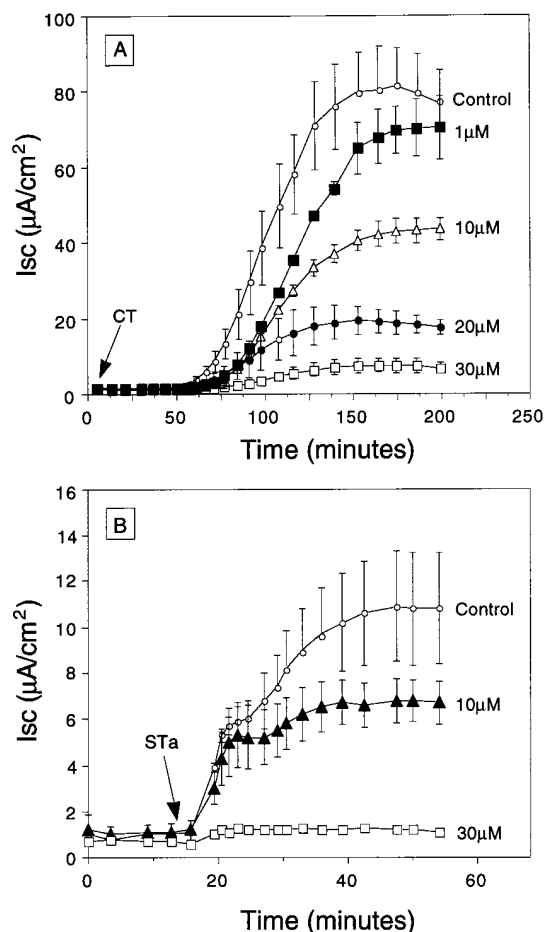 A
100
80
60
40
20
0
Isc (μA/cm²)
CT
Control
1μM
10μM
20μM
30μM
0 50 100 150 200 250
Time (minutes)
B
16
14
12
10
8
6
4
2
0
Isc (μA/cm²)
STa
Control
10μM
30μM
0 20 40 60
Time (minutes)